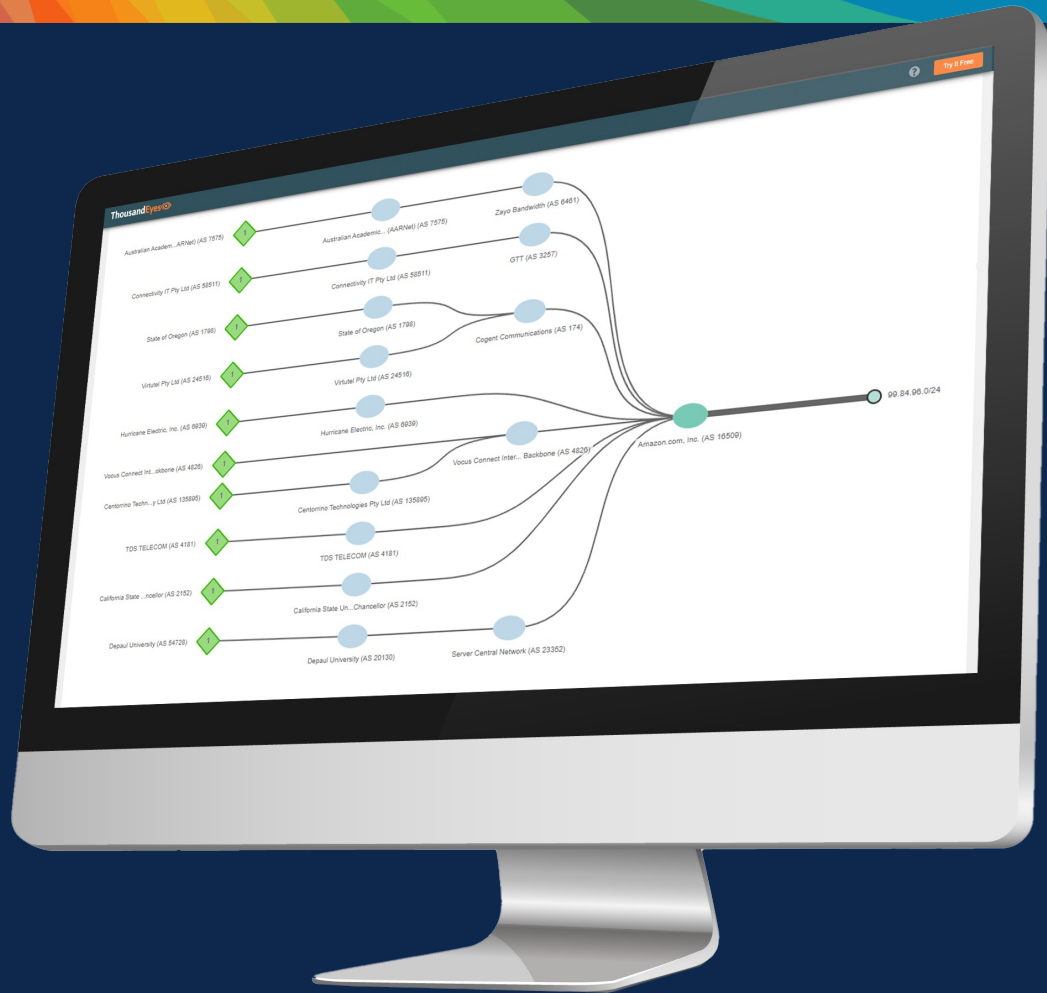 Try It Free
ThousandEyes
Australian Academ...ARNet) (AS 7575)
Australian Academic... (AARNet) (AS 7575)
Zayo Bandwidth (AS 6461)
Connectivity IT Pty Ltd (AS 58511)
Connectivity IT Pty Ltd (AS 58511)
GTT (AS 3257)
State of Oregon (AS 1798)
State of Oregon (AS 1798)
Cogent Communications (AS 174)
Virtutel Pty Ltd (AS 24516)
Virtutel Pty Ltd (AS 24516)
99.84.96.0/24
Hurricane Electric, Inc. (AS 6939)
Hurricane Electric, Inc. (AS 6939)
Amazon.com, Inc. (AS 16509)
Vocus Connect Int...ckbone (AS 4826)
Vocus Connect Inter... Backbone (AS 4826)
Centorrino Techn...y Ltd (AS 135895)
Centorrino Technologies Pty Ltd (AS 135895)
TDS TELECOM (AS 4181)
TDS TELECOM (AS 4181)
California State ...ncellor (AS 2152)
California State Un...Chancellor (AS 2152)
Depaul University (AS 54728)
Depaul University (AS 20130)
Server Central Network (AS 23352)